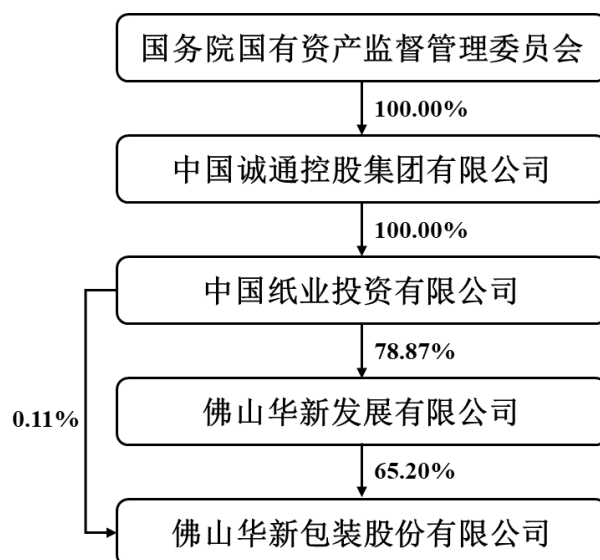 国务院国有资产监督管理委员会
100.00%
中国诚通控股集团有限公司
100.00%
中国纸业投资有限公司
78.87%
佛山华新发展有限公司
0.11%
65.20%
佛山华新包装股份有限公司